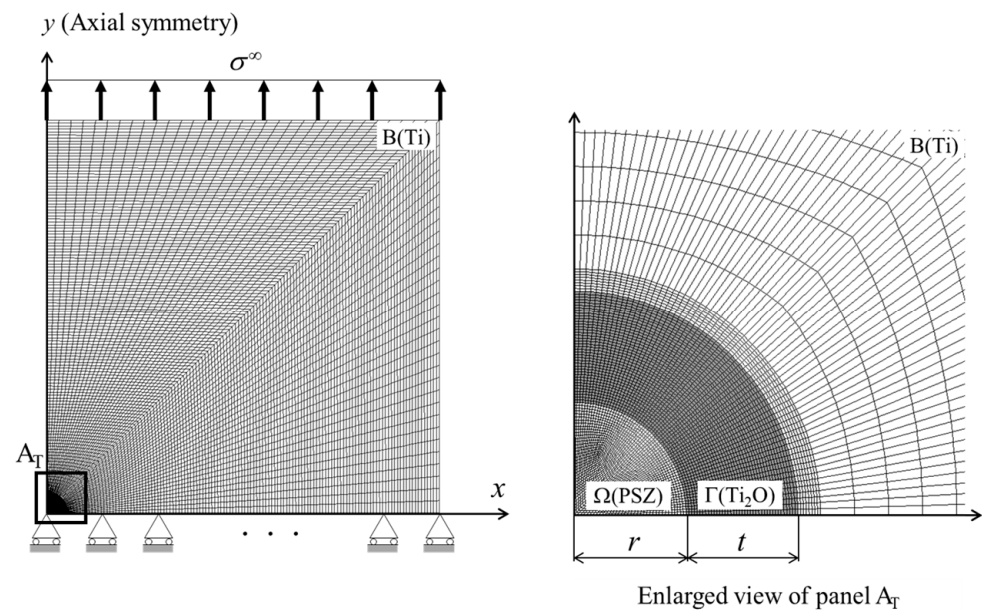 y (Axial symmetry)
σ∞
B(Ti)
A_T
x
. . .
B(Ti)
Ω(PSZ) Γ(Ti₂O)
r t
Enlarged view of panel A_T